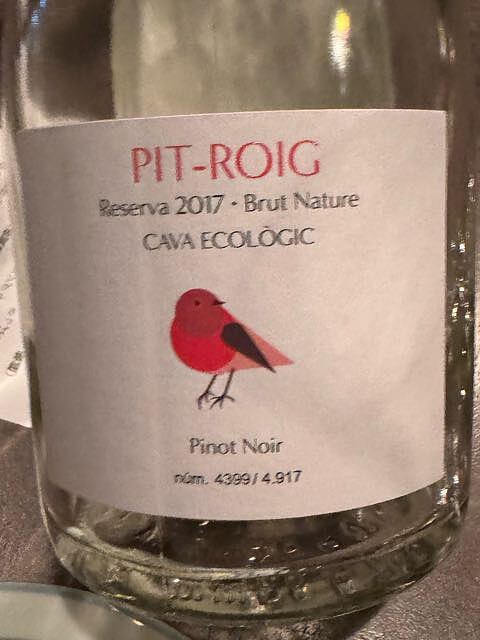 PIT-ROIG
Reserva 2017 • Brut Nature
CAVA ECOLÒGIC
Pinot Noir
núm. 4399/4.917